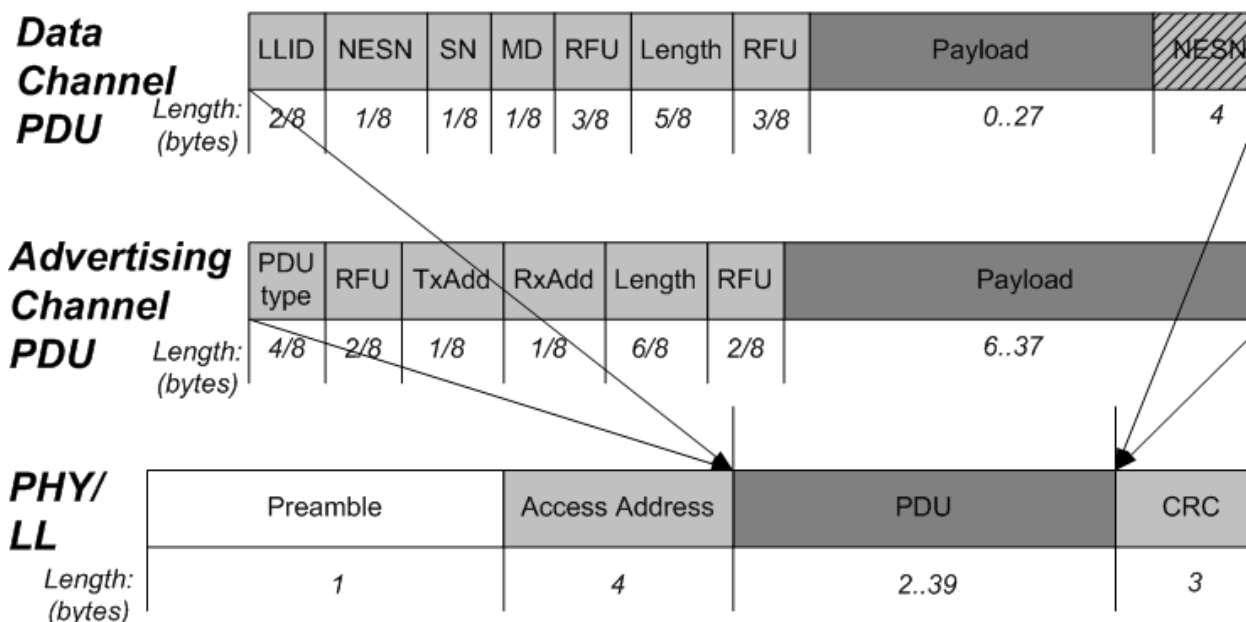 Data
Channel
PDU
LLID NESN SN MD RFU Length RFU Payload NESN
Length:
(bytes)
2/8 1/8 1/8 1/8 3/8 5/8 3/8 0..27 4
Advertising
Channel
PDU
PDU
type
RFU TxAdd RxAdd Length RFU Payload
Length:
(bytes)
4/8 2/8 1/8 1/8 6/8 2/8 6..37
PHY/
LL
Preamble Access Address PDU CRC
Length:
(bytes)
1 4 2..39 3